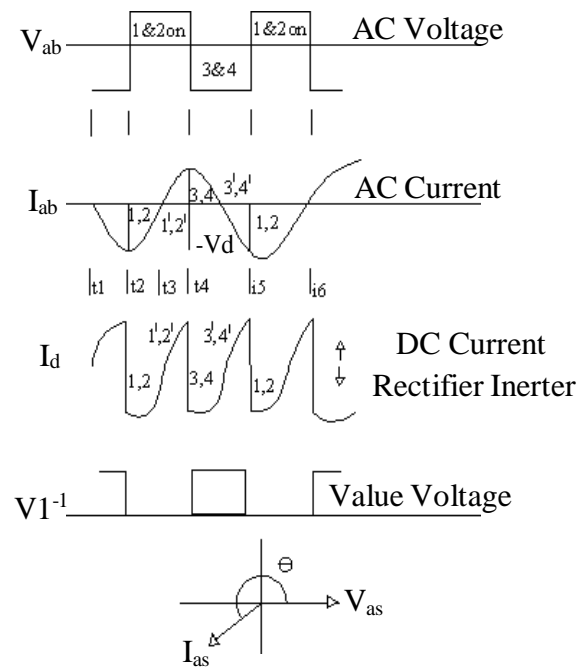 1&2on 1&2on AC Voltage
V_ab
3&4
3,4 3',4'
I_ab 1,2 1',2' 1,2 AC Current
-Vd
t1 t2 t3 t4 i5 i6
1',2' 3',4' DC Current
I_d
1,2 3,4 1,2 Rectifier Inerter
V1⁻¹ Value Voltage
Θ
V_as
I_as